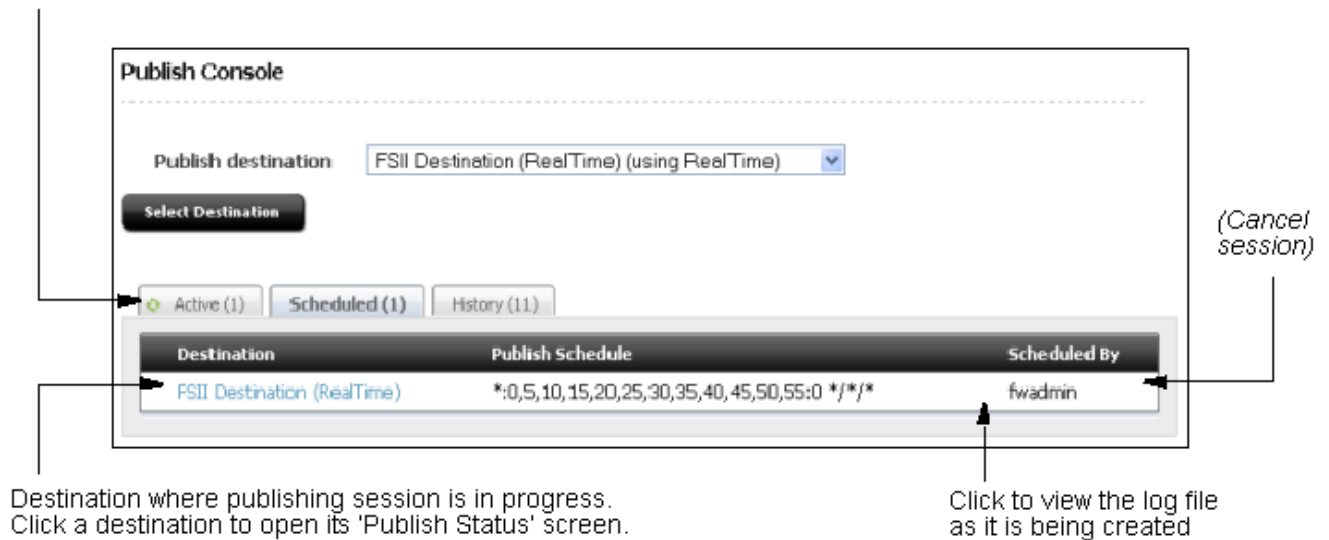 Publish Console
Publish destination FSII Destination (RealTime) (using RealTime)
Select Destination
(Cancel
session)
Active (1) Scheduled (1) History (11)
Destination Publish Schedule Scheduled By
FSII Destination (RealTime) *:0,5,10,15,20,25,30,35,40,45,50,55:0 */*/* fwadmin
Destination where publishing session is in progress.
Click a destination to open its 'Publish Status' screen.
Click to view the log file
as it is being created